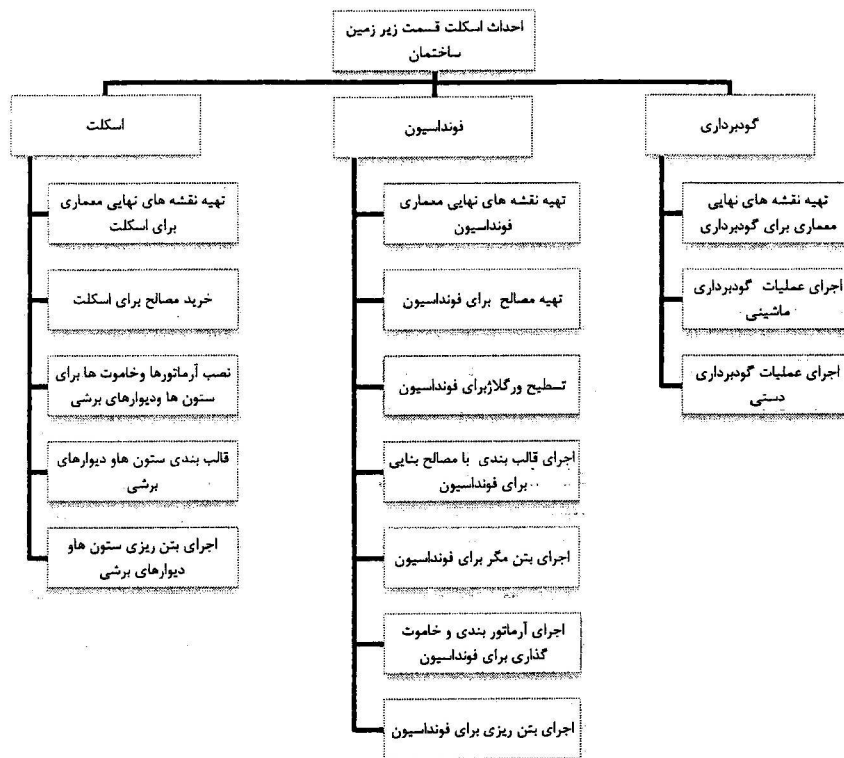 احداث اسکلت قسمت زیر زمین
ساختمان
گودبرداری
تهیه نقشه های نهایی
معماری برای گودبرداری
اجرای عملیات گودبرداری
ماشینی
اجرای عملیات گودبرداری
دستی
فونداسیون
تهیه نقشه های نهایی معماری
فونداسیون
تهیه مصالح برای فونداسیون
تسطیح ورگلاژبرای فونداسیون
اجرای قالب بندی با مصالح بنایی
برای فونداسیون
اجرای بتن مگر برای فونداسیون
اجرای آرماتور بندی و خاموت
گذاری برای فونداسیون
اجرای بتن ریزی برای فونداسیون
اسکلت
تهیه نقشه های نهایی معماری
برای اسکلت
خرید مصالح برای اسکلت
نصب آرماتورها وخاموت ها برای
ستون ها ودیوارهای برشی
قالب بندی ستون هاو دیوارهای
برشی
اجرای بتن ریزی ستون هاو
دیوارهای برشی